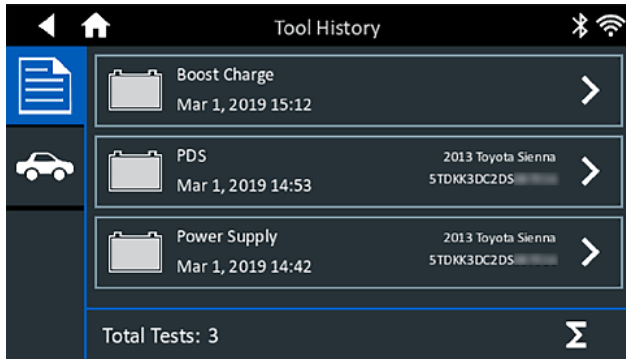 Tool History
Boost Charge
Mar 1, 2019 15:12
PDS
Mar 1, 2019 14:53
2013 Toyota Sienna
5TDKK3DC2DS
Power Supply
Mar 1, 2019 14:42
2013 Toyota Sienna
5TDKK3DC2DS
Total Tests: 3
Σ